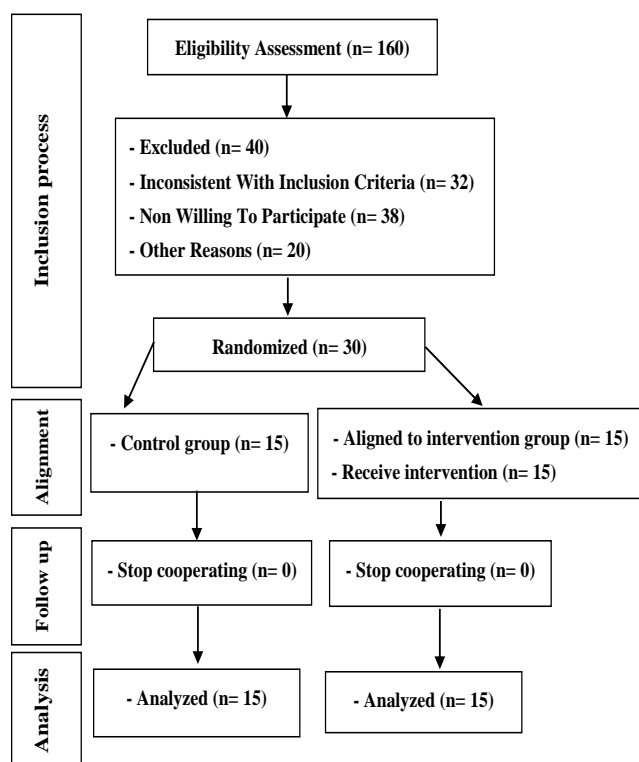 Inclusion process
Eligibility Assessment (n= 160)
- Excluded (n= 40)
- Inconsistent With Inclusion Criteria (n= 32)
- Non Willing To Participate (n= 38)
- Other Reasons (n= 20)
Randomized (n= 30)
Alignment
- Control group (n= 15)
- Aligned to intervention group (n= 15)
- Receive intervention (n= 15)
Follow up
- Stop cooperating (n= 0)
- Stop cooperating (n= 0)
Analysis
- Analyzed (n= 15)
- Analyzed (n= 15)